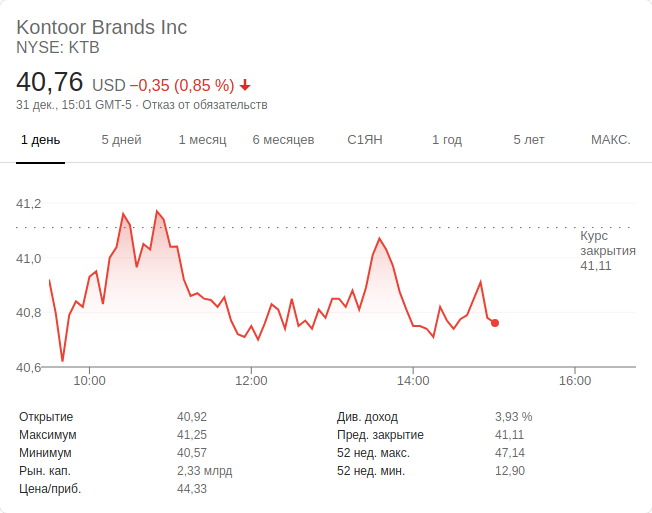 Kontoor Brands Inc
NYSE: KTB
40,76 USD −0,35 (0,85 %)
31 дек., 15:01 GMT-5 · Отказ от обязательств
1 день 5 дней 1 месяц 6 месяцев С1ЯН 1 год 5 лет МАКС.
41,2
41,0
40,8
40,6
Курс
закрытия
41,11
10:00 12:00 14:00 16:00
Открытие 40,92
Максимум 41,25
Минимум 40,57
Рын. кап. 2,33 млрд
Цена/приб. 44,33
Див. доход 3,93 %
Пред. закрытие 41,11
52 нед. макс. 47,14
52 нед. мин. 12,90